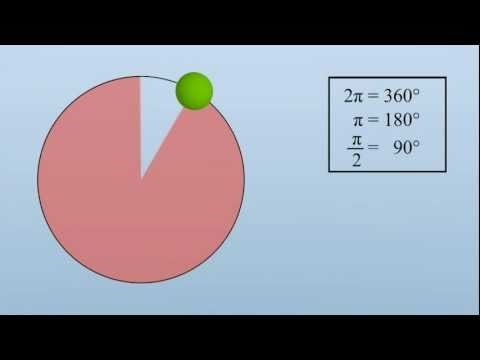 2π = 360°
π = 180°
π/2 = 90°